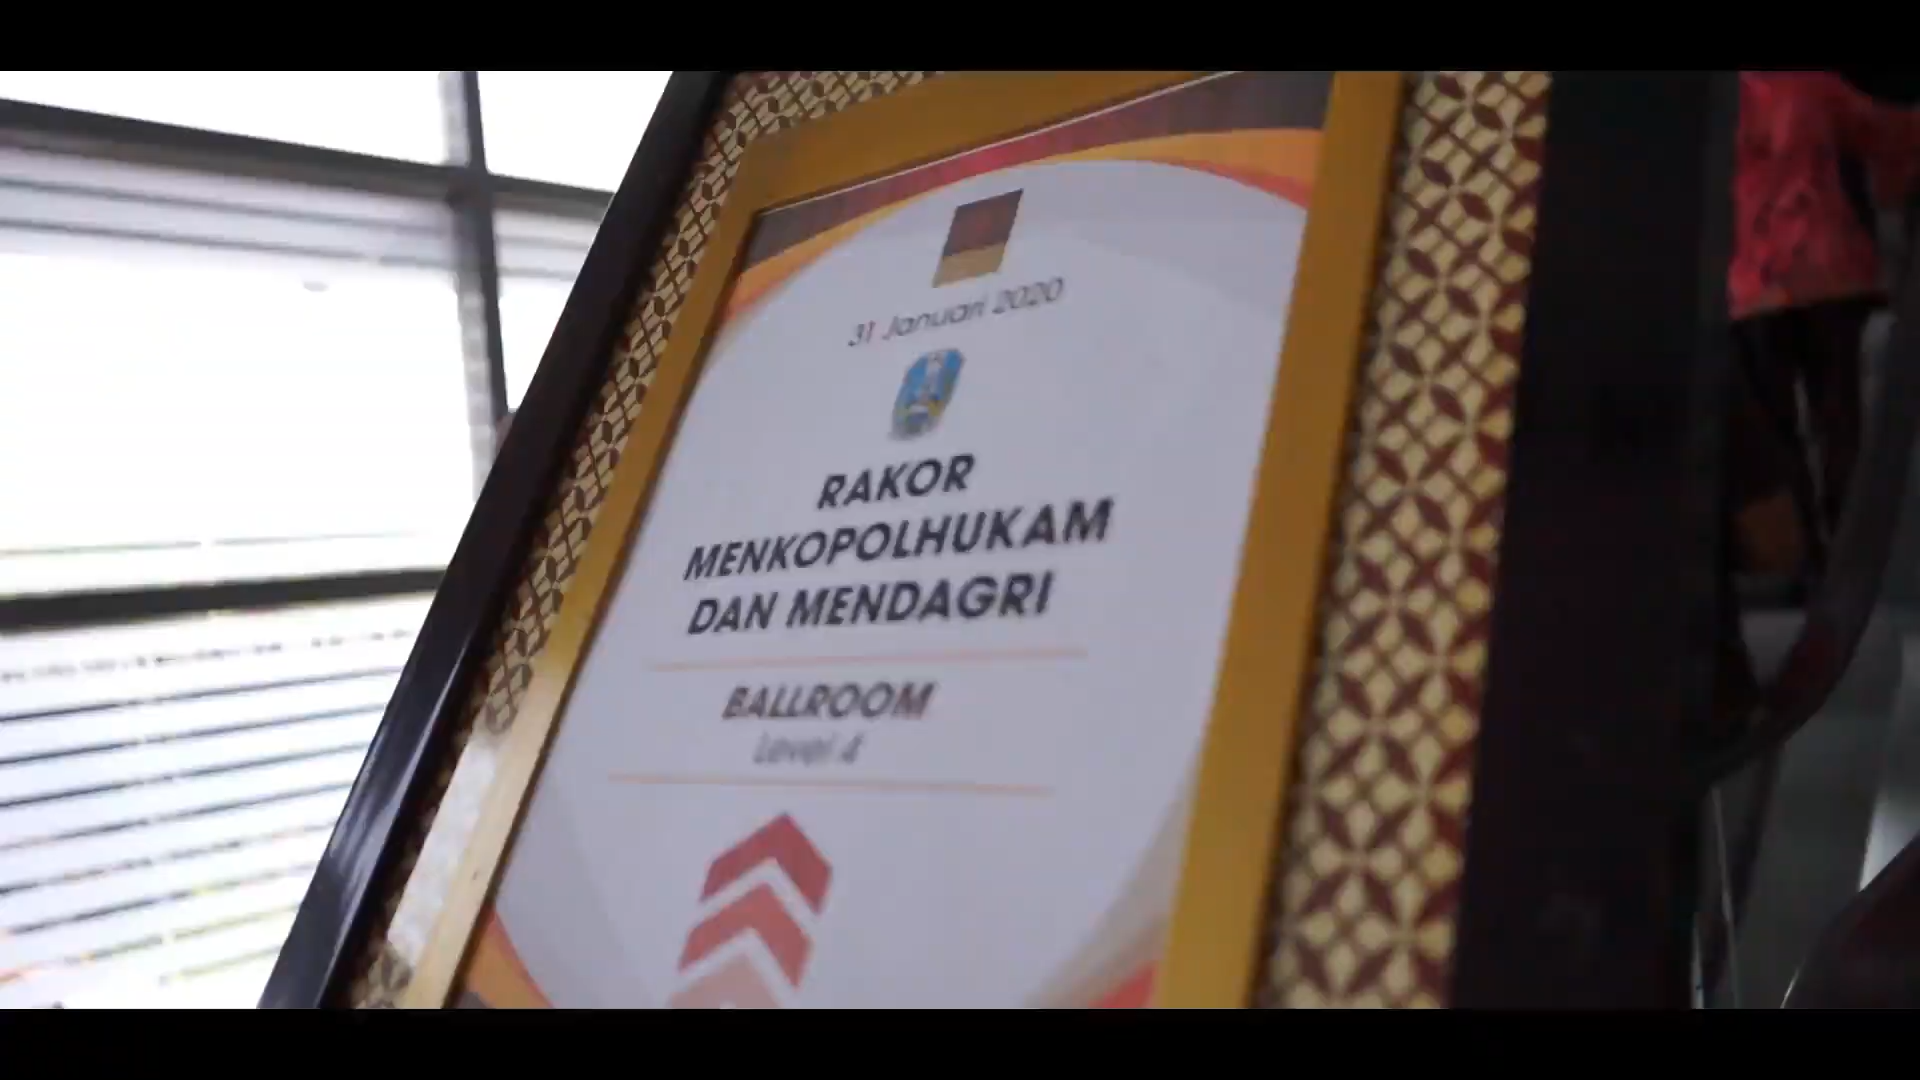 31 Januari 2020
RAKOR
MENKOPOLHUKAM
DAN MENDAGRI
BALLROOM
Level 4